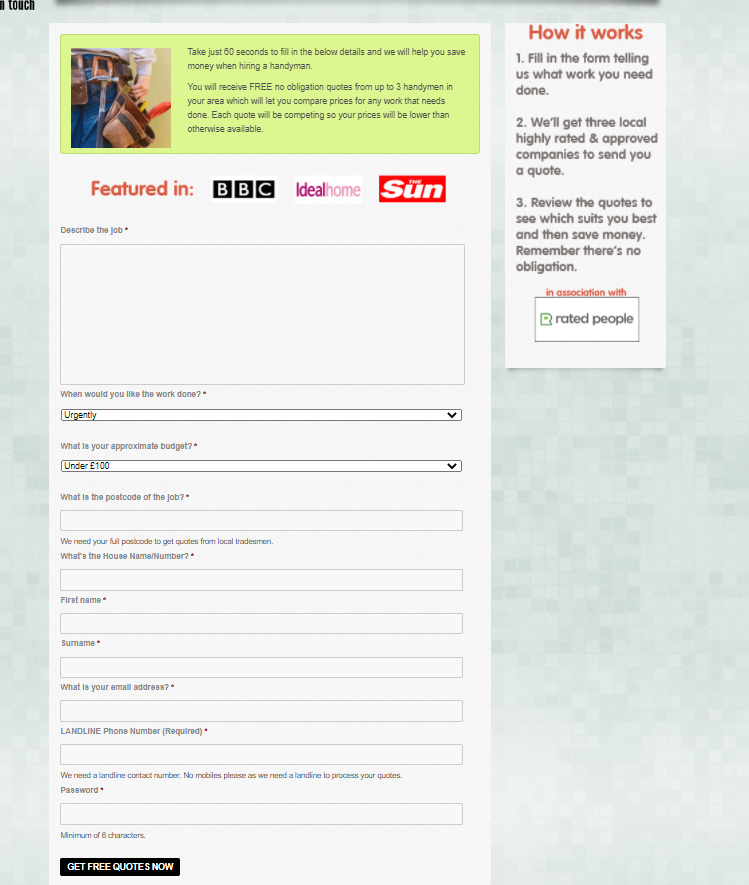 n touch
Take just 60 seconds to fill in the below details and we will help you save
money when hiring a handyman.
You will receive FREE no obligation quotes from up to 3 handymen in
your area which will let you compare prices for any work that needs
done. Each quote will be competing so your prices will be lower than
otherwise available.
Featured in: BBC Idealhome THE Sun
Describe the job *
When would you like the work done? *
Urgently
What is your approximate budget? *
Under £100
What is the postcode of the job? *
We need your full postcode to get quotes from local tradesmen.
What's the House Name/Number? *
First name *
Surname *
What is your email address? *
LANDLINE Phone Number (Required) *
We need a landline contact number. No mobiles please as we need a landline to process your quotes.
Password *
Minimum of 6 characters.
GET FREE QUOTES NOW
How it works
1. Fill in the form telling
us what work you need
done.
2. We'll get three local
highly rated & approved
companies to send you
a quote.
3. Review the quotes to
see which suits you best
and then save money.
Remember there's no
obligation.
in association with
rated people